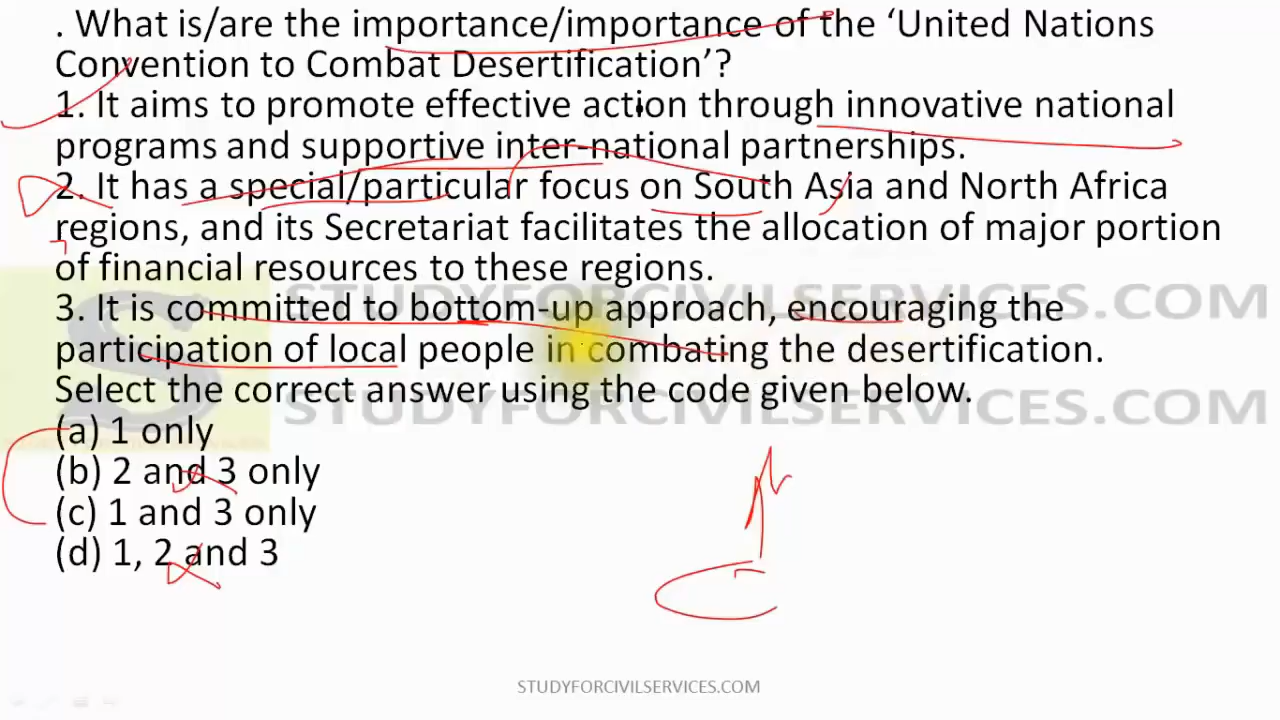 . What is/are the importance/importance of the ‘United Nations
Convention to Combat Desertification’?
1. It aims to promote effective action through innovative national
programs and supportive inter-national partnerships.
2. It has a special/particular focus on South Asia and North Africa
regions, and its Secretariat facilitates the allocation of major portion
of financial resources to these regions.
STUDYFORCIVILSERVICES.COM
3. It is committed to bottom-up approach, encouraging the
participation of local people in combating the desertification.
Select the correct answer using the code given below.
STUDYFORCIVILSERVICES.COM
(a) 1 only
(b) 2 and 3 only
(c) 1 and 3 only
(d) 1, 2 and 3
STUDYFORCIVILSERVICES.COM